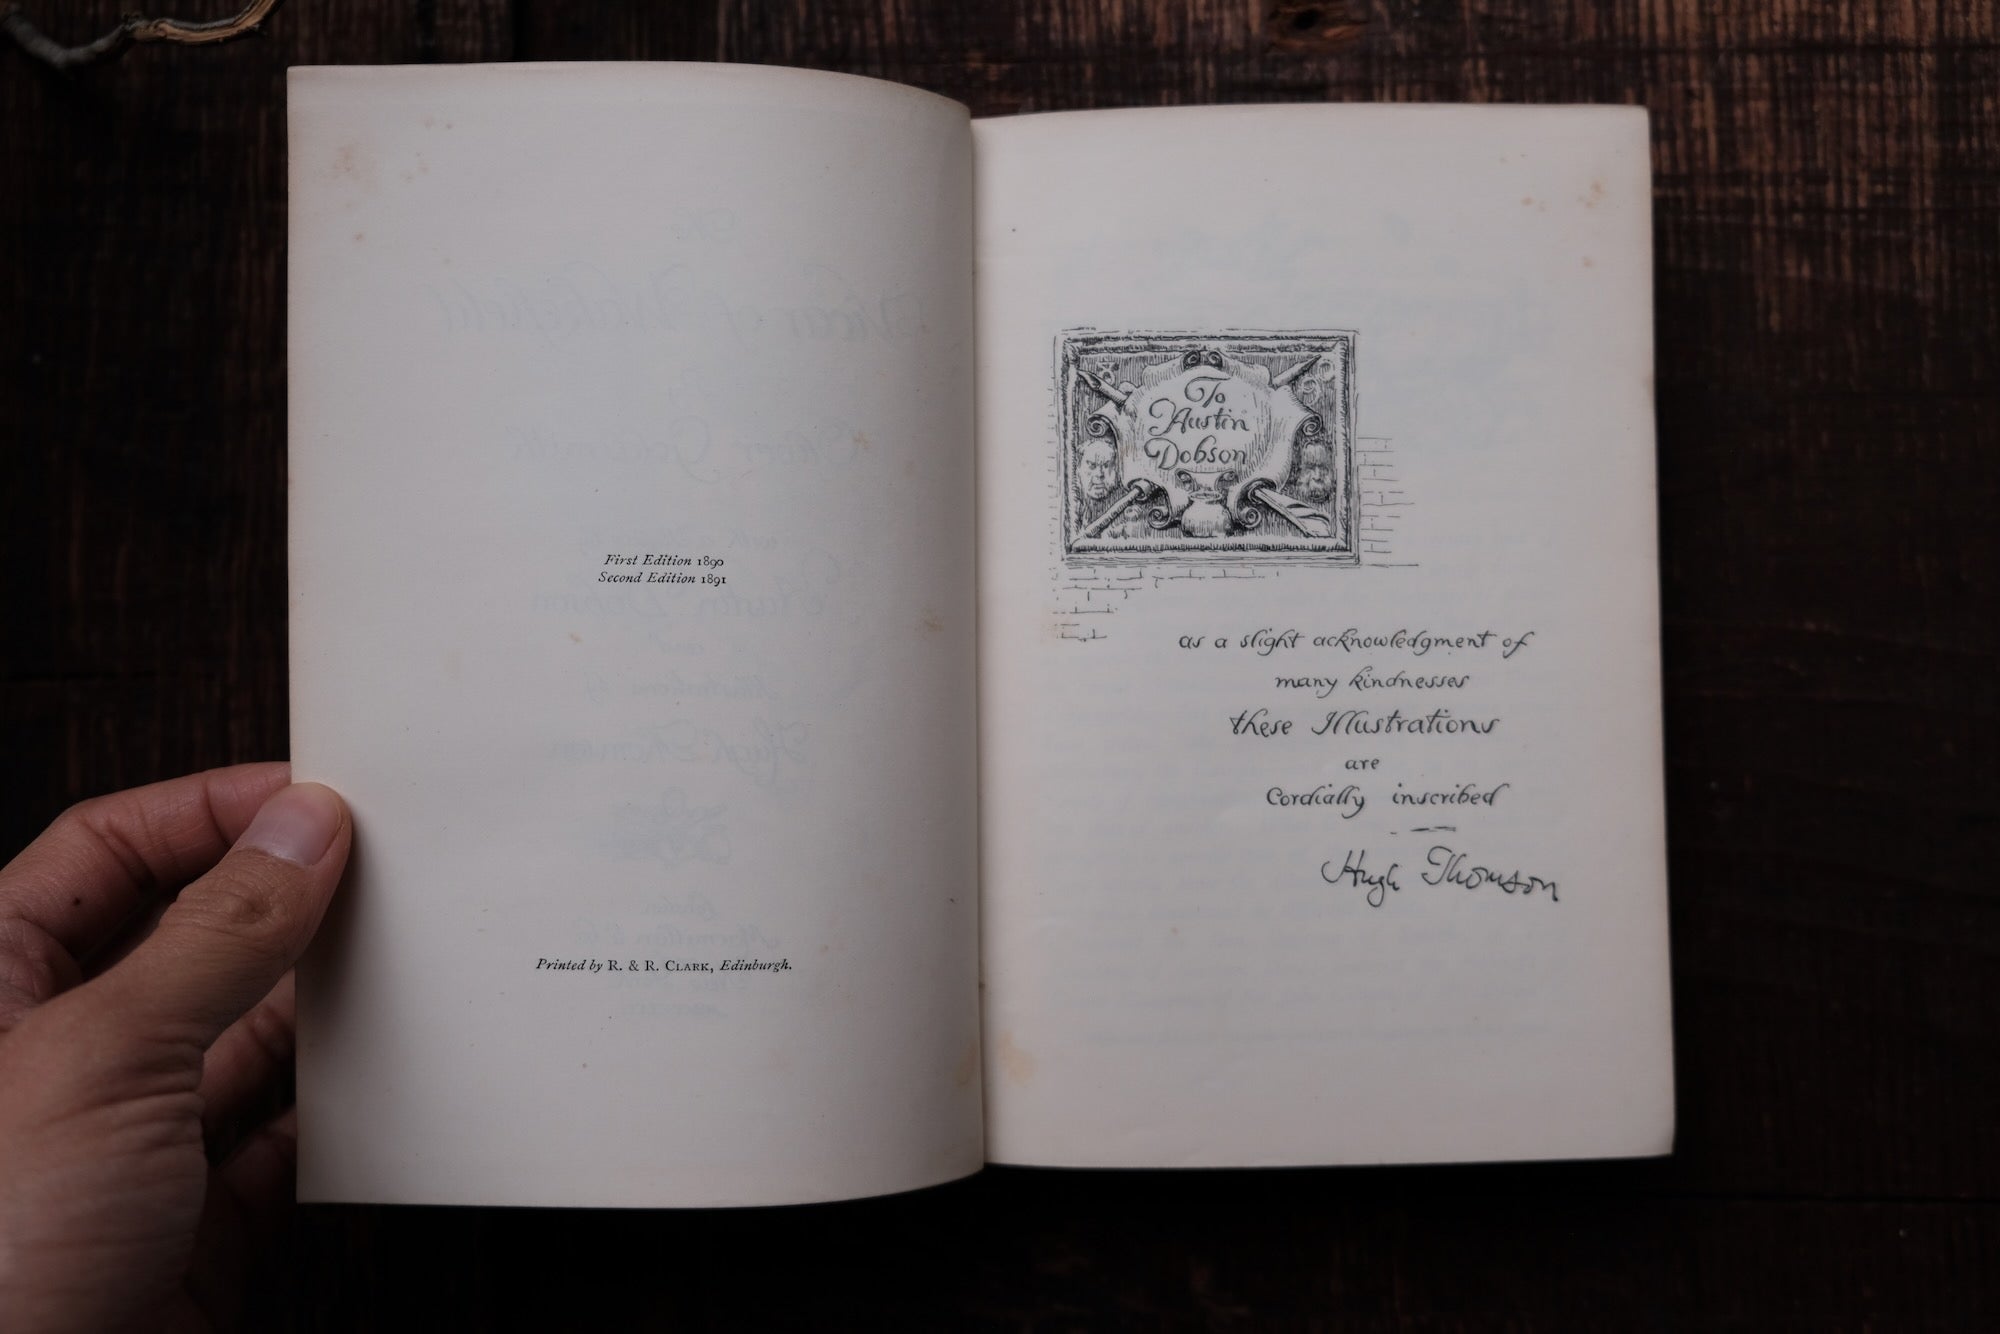 First Edition 1890
Second Edition 1891
Printed by R. & R. CLARK, Edinburgh.
To
Austin
Dobson
as a slight acknowledgment of
many kindnesses
these Illustrations
are
Cordially inscribed
Hugh Thomson